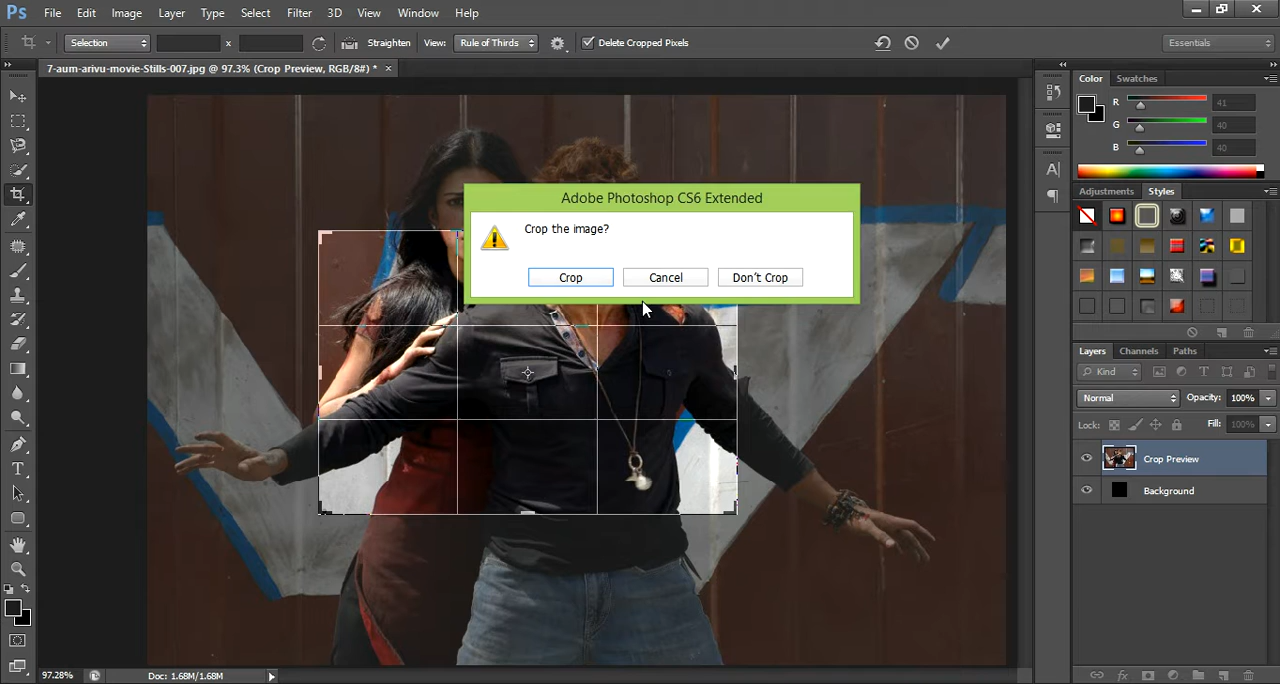 Ps File Edit Image Layer Type Select Filter 3D View Window Help
Selection x Straighten View: Rule of Thirds Delete Cropped Pixels Essentials
7-aum-arivu-movie-Stills-007.jpg @ 97.3% (Crop Preview, RGB/8#) * ×
Color Swatches
R 41
G 40
B 40
Adjustments Styles
Adobe Photoshop CS6 Extended
Crop the image?
Crop Cancel Don't Crop
Layers Channels Paths
Kind
Normal Opacity: 100%
Lock: Fill: 100%
Crop Preview
Background
97.28% Doc: 1.68M/1.68M